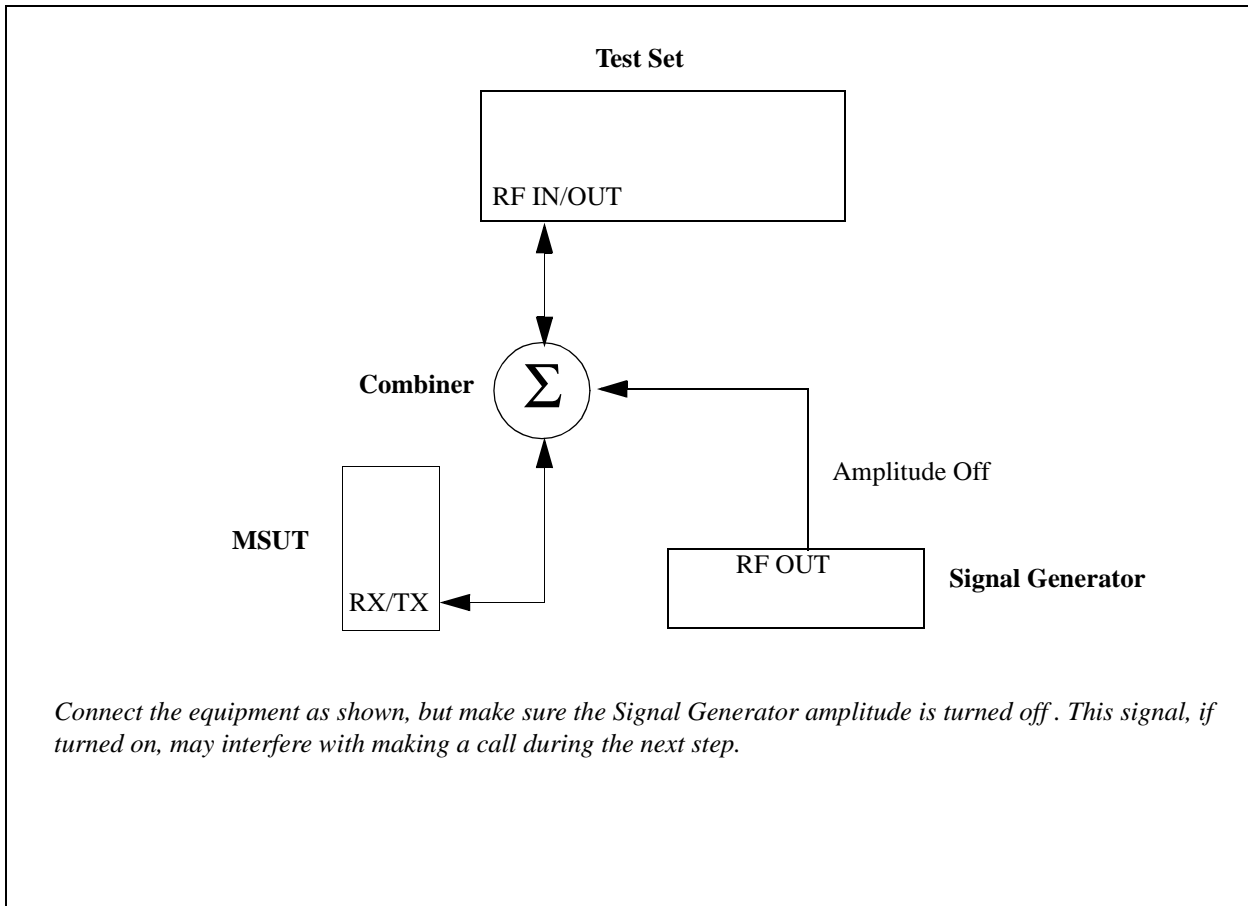 Test Set
RF IN/OUT
Combiner
Σ
Amplitude Off
MSUT
RF OUT
Signal Generator
RX/TX
Connect the equipment as shown, but make sure the Signal Generator amplitude is turned off . This signal, if
turned on, may interfere with making a call during the next step.